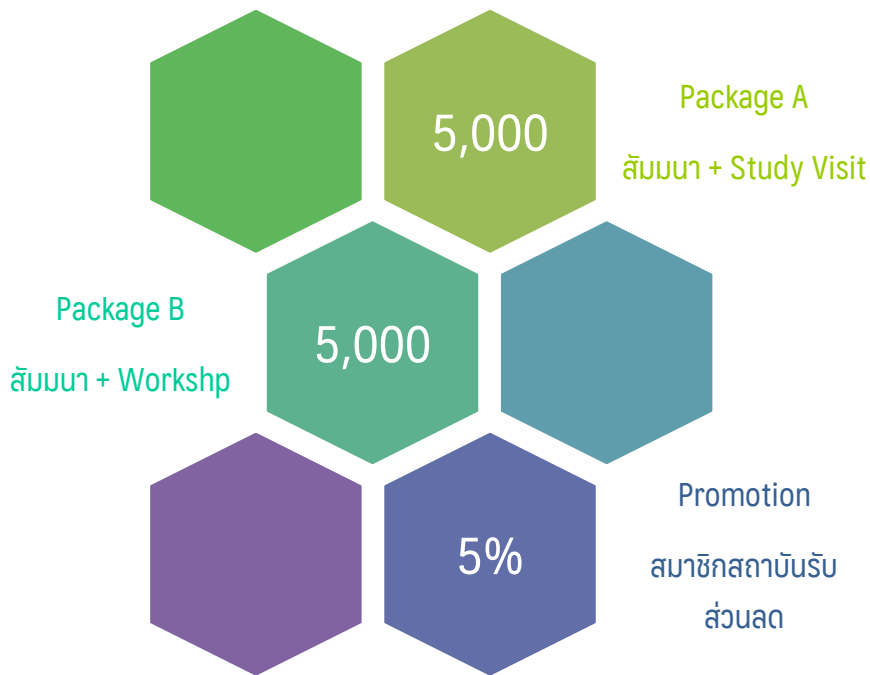 5,000
Package A
สัมมนา + Study Visit
Package B
สัมมนา + Workshp
5,000
5%
Promotion
สมาชิกสถาบันรับ
ส่วนลด